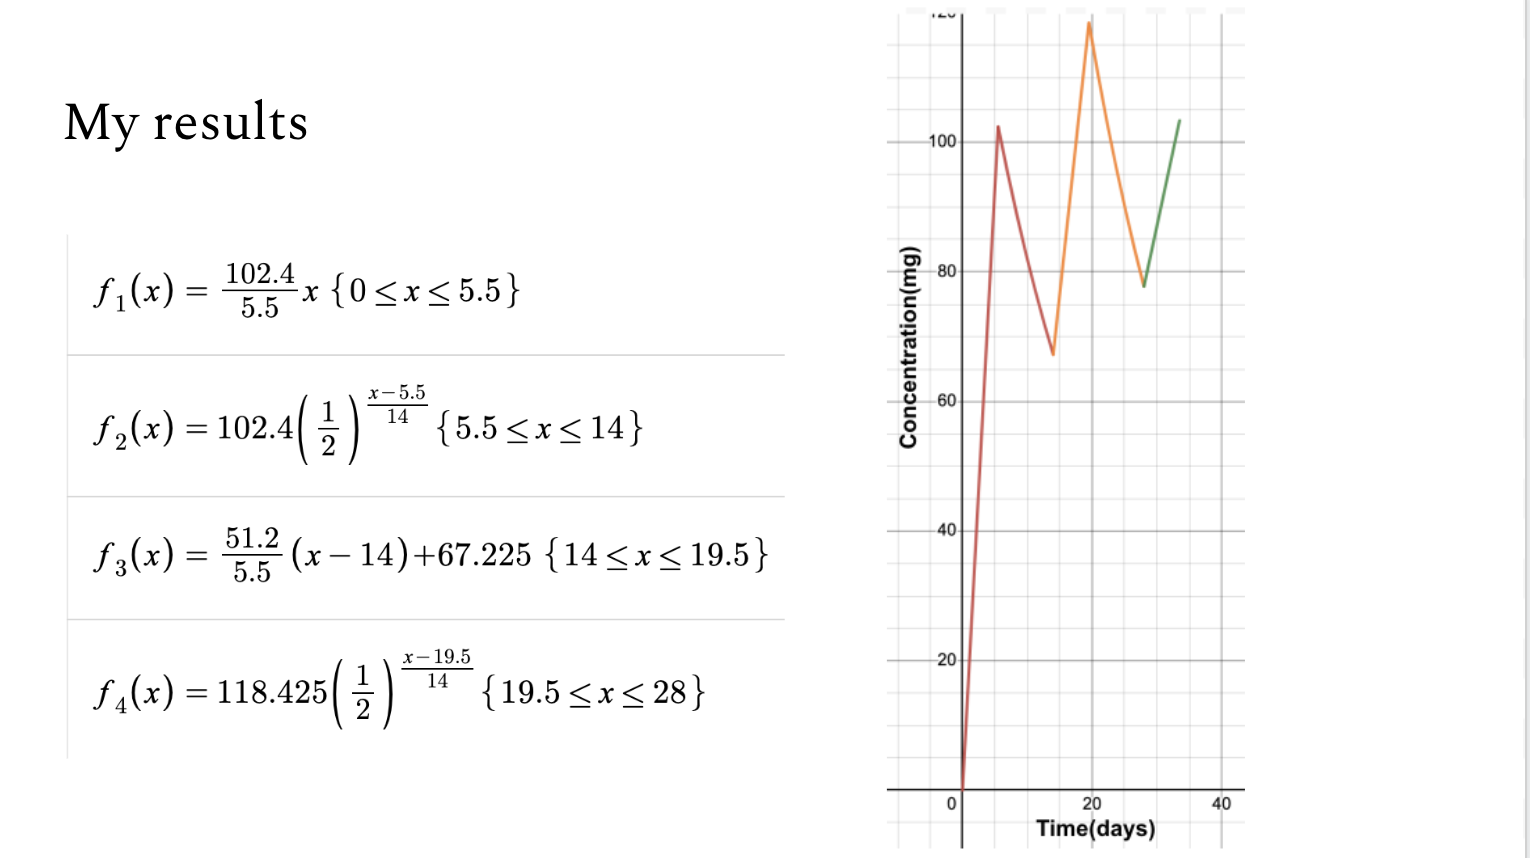 My results
f₁(x) = 102.4/5.5 x {0 ≤ x ≤ 5.5}
f₂(x) = 102.4(1/2)^((x−5.5)/14) {5.5 ≤ x ≤ 14}
f₃(x) = 51.2/5.5 (x − 14)+67.225 {14 ≤ x ≤ 19.5}
f₄(x) = 118.425(1/2)^((x−19.5)/14) {19.5 ≤ x ≤ 28}
Concentration(mg)
100
80
60
40
20
0
20
40
Time(days)